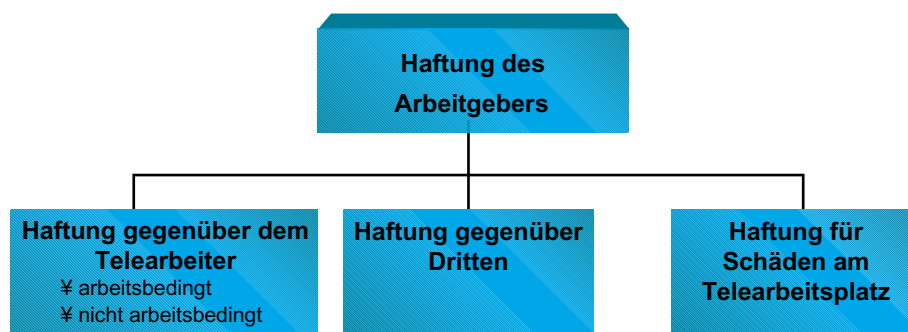 Haftung des
Arbeitgebers
Haftung gegenüber dem
Telearbeiter
¥ arbeitsbedingt
¥ nicht arbeitsbedingt
Haftung gegenüber
Dritten
Haftung für
Schäden am
Telearbeitsplatz